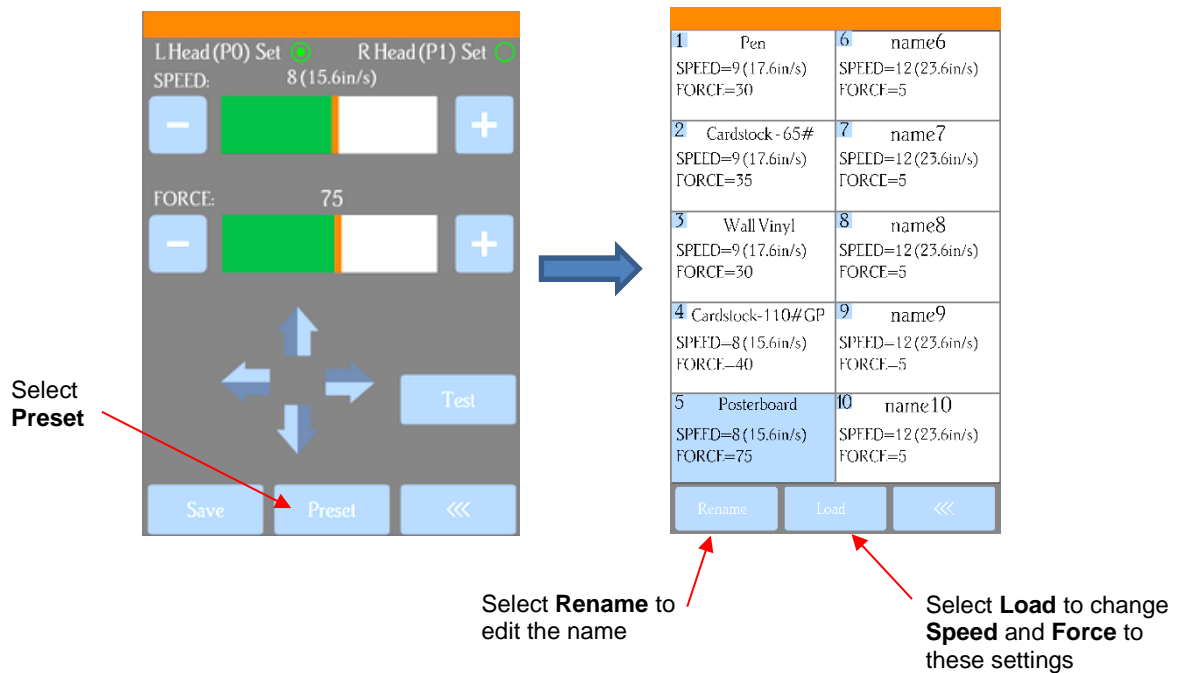 L Head (P0) Set R Head (P1) Set
SPEED: 8 (15.6in/s)
FORCE: 75
Test
Save Preset <<<
Select
Preset
1 Pen
SPEED=9 (17.6in/s)
FORCE=30
6 name6
SPEED=12 (23.6in/s)
FORCE=5
2 Cardstock - 65#
SPEED=9 (17.6in/s)
FORCE=35
7 name7
SPEED=12 (23.6in/s)
FORCE=5
3 Wall Vinyl
SPEED=9 (17.6in/s)
FORCE=30
8 name8
SPEED=12 (23.6in/s)
FORCE=5
4 Cardstock-110#GP
SPEED=8 (15.6in/s)
FORCE=40
9 name9
SPEED=12 (23.6in/s)
FORCE=5
5 Posterboard
SPEED=8 (15.6in/s)
FORCE=75
10 name10
SPEED=12 (23.6in/s)
FORCE=5
Rename Load <<<
Select Rename to
edit the name
Select Load to change
Speed and Force to
these settings